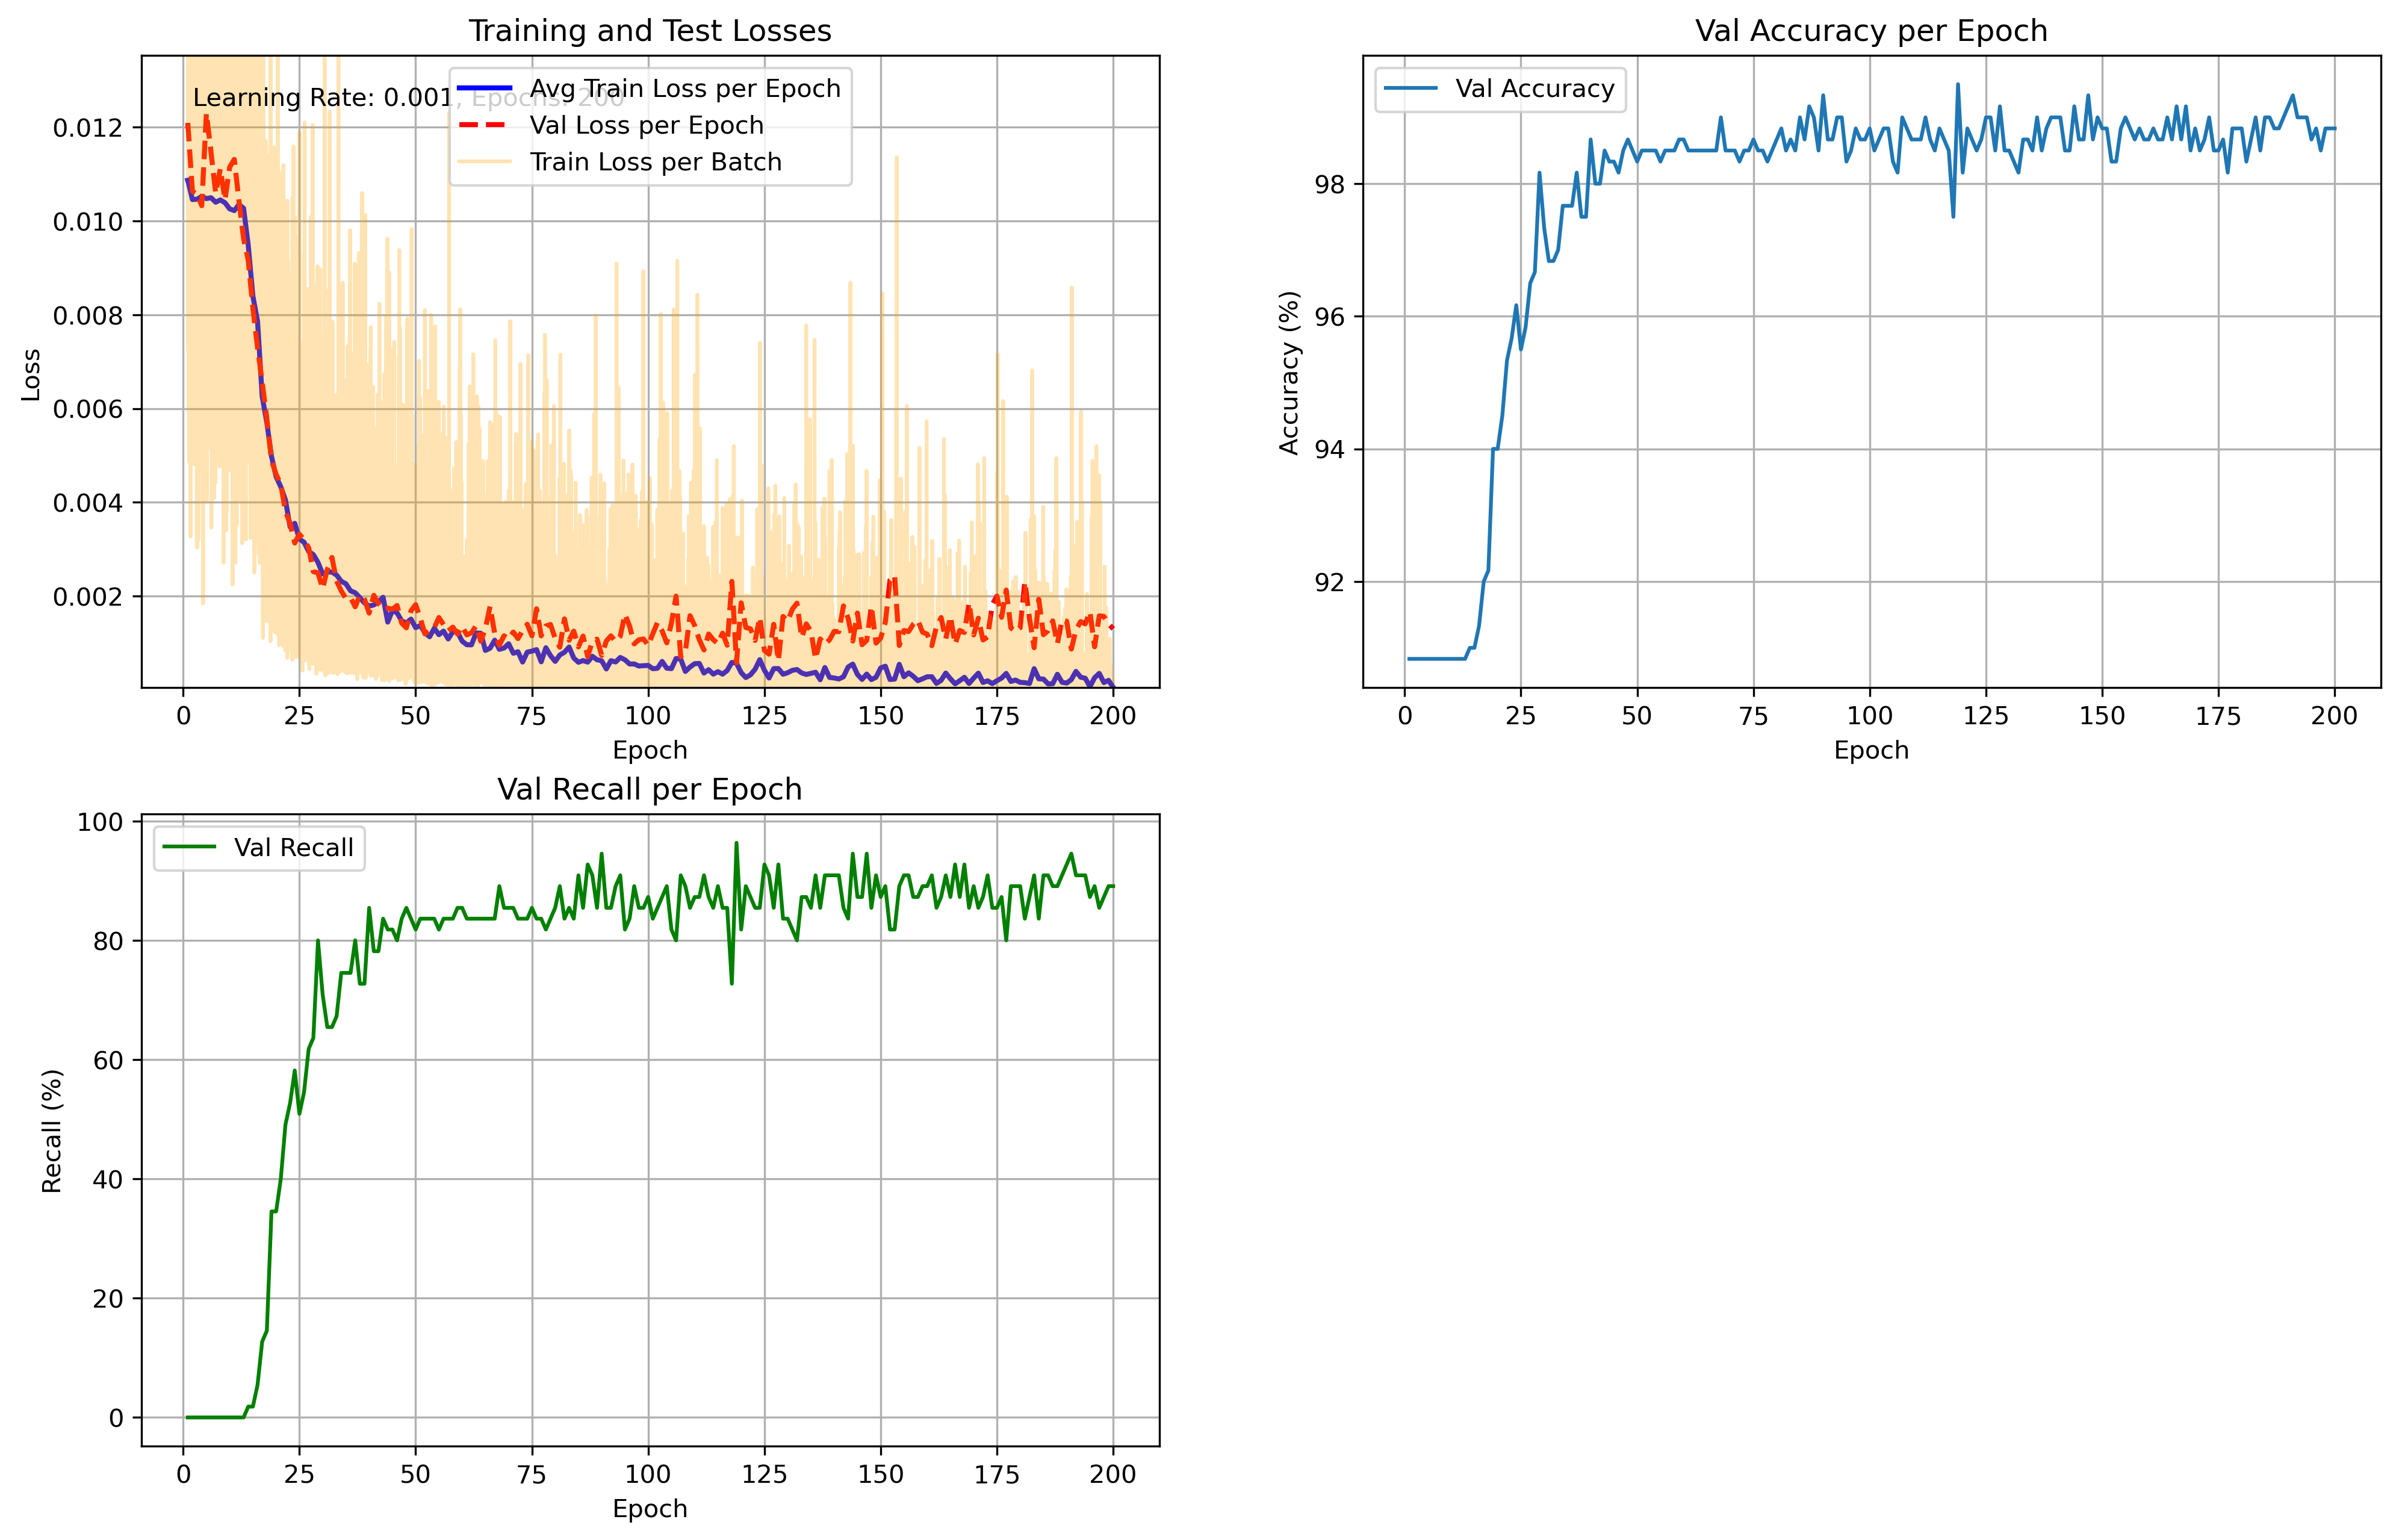 Training and Test Losses
Learning Rate: 0.001, Epochs: 200
Avg Train Loss per Epoch
Val Loss per Epoch
Train Loss per Batch
0.012
0.010
0.008
0.006
0.004
0.002
Loss
0 25 50 75 100 125 150 175 200
Epoch
Val Accuracy per Epoch
Val Accuracy
98
96
94
92
Accuracy (%)
0 25 50 75 100 125 150 175 200
Epoch
Val Recall per Epoch
Val Recall
100
80
60
40
20
0
Recall (%)
0 25 50 75 100 125 150 175 200
Epoch